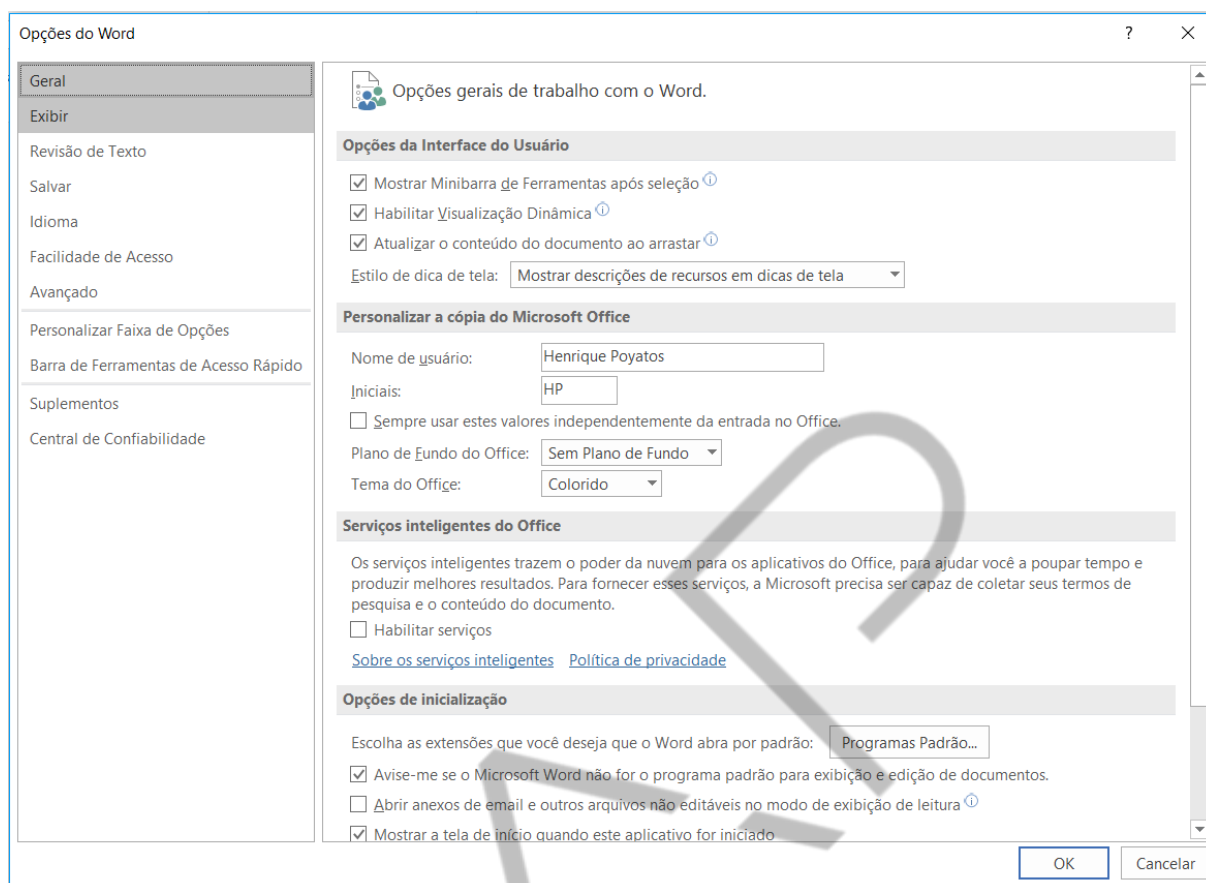 Opções do Word
?
Geral
Exibir
Revisão de Texto
Salvar
Idioma
Facilidade de Acesso
Avançado
Personalizar Faixa de Opções
Barra de Ferramentas de Acesso Rápido
Suplementos
Central de Confiabilidade
Opções gerais de trabalho com o Word.
Opções da Interface do Usuário
Mostrar Minibarra de Ferramentas após seleção
Habilitar Visualização Dinâmica
Atualizar o conteúdo do documento ao arrastar
Estilo de dica de tela: Mostrar descrições de recursos em dicas de tela
Personalizar a cópia do Microsoft Office
Nome de usuário: Henrique Poyatos
Iniciais: HP
Sempre usar estes valores independentemente da entrada no Office.
Plano de Fundo do Office: Sem Plano de Fundo
Tema do Office: Colorido
Serviços inteligentes do Office
Os serviços inteligentes trazem o poder da nuvem para os aplicativos do Office, para ajudar você a poupar tempo e
produzir melhores resultados. Para fornecer esses serviços, a Microsoft precisa ser capaz de coletar seus termos de
pesquisa e o conteúdo do documento.
Habilitar serviços
Sobre os serviços inteligentes Política de privacidade
Opções de inicialização
Escolha as extensões que você deseja que o Word abra por padrão: Programas Padrão...
Avise-me se o Microsoft Word não for o programa padrão para exibição e edição de documentos.
Abrir anexos de email e outros arquivos não editáveis no modo de exibição de leitura
Mostrar a tela de início quando este aplicativo for iniciado
OK
Cancelar